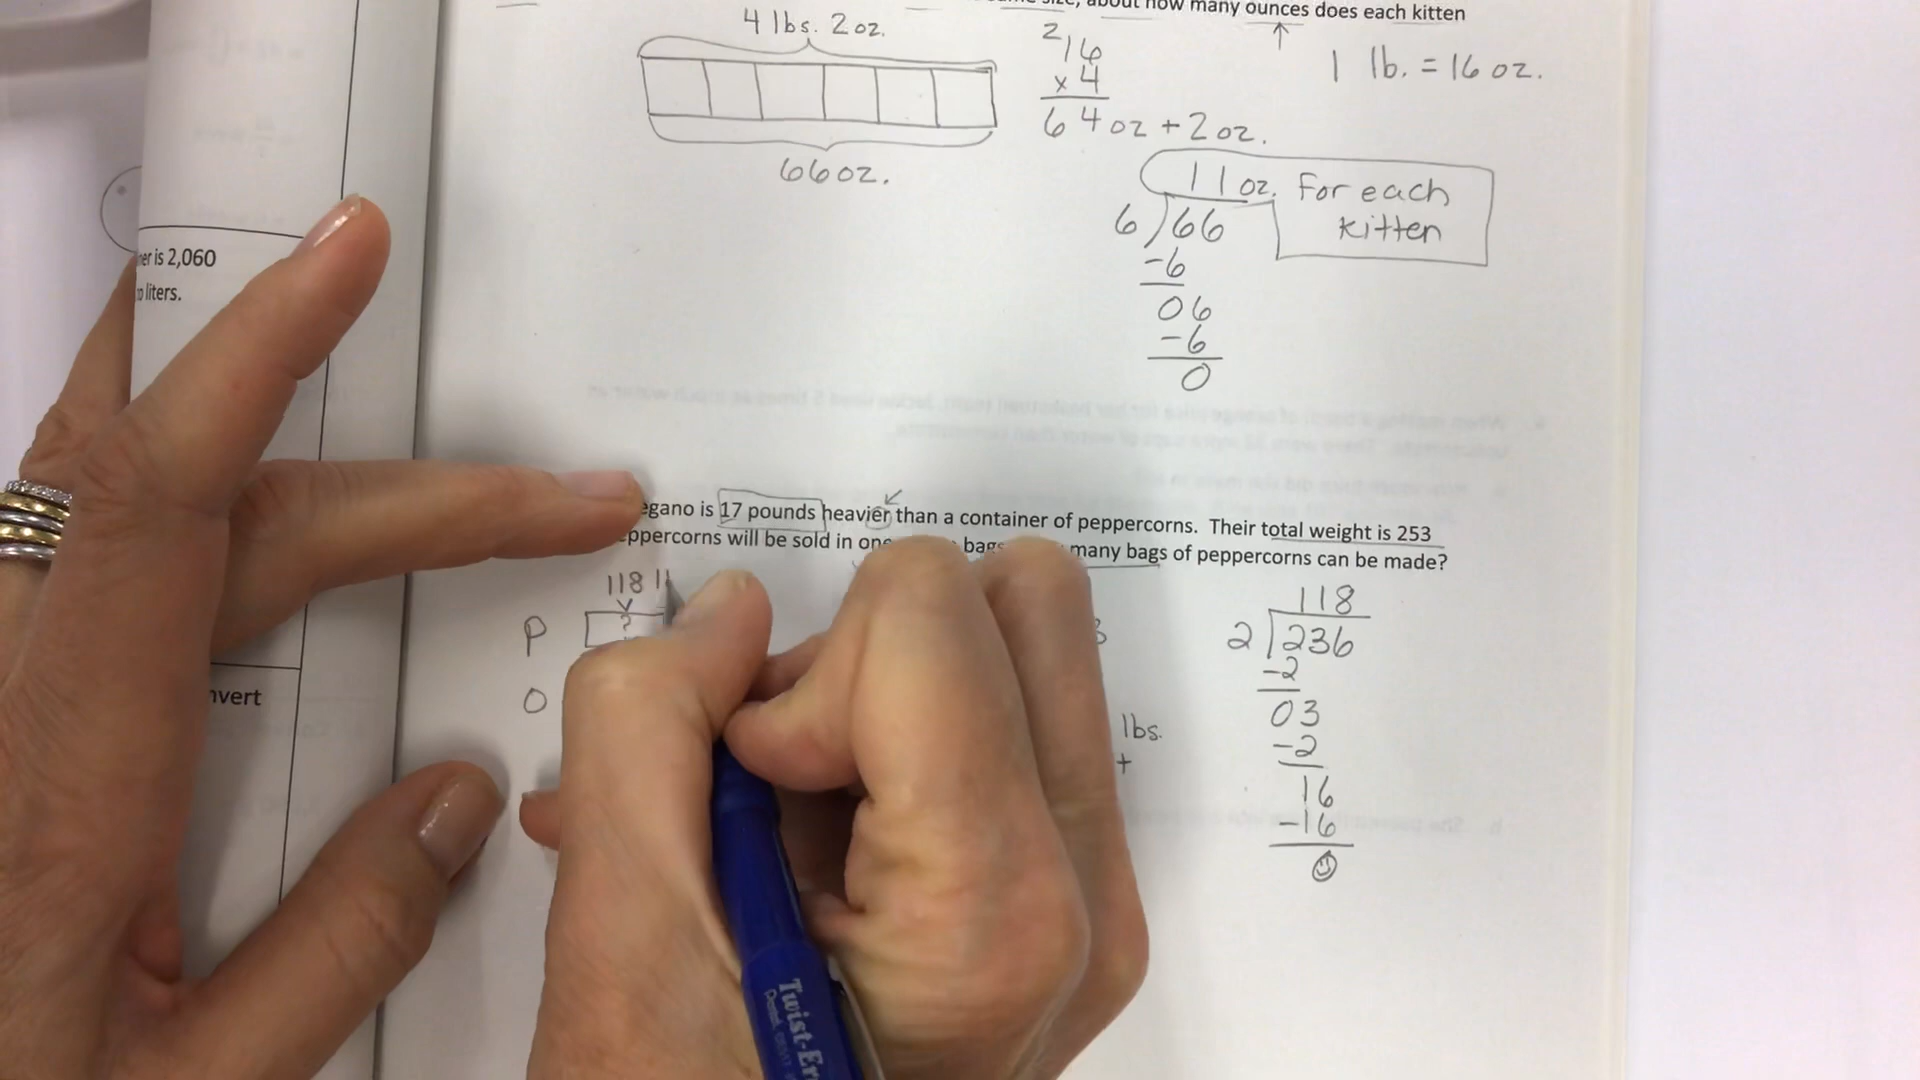 about how many ounces does each kitten
4 lbs. 2 oz.
66 oz.
2
16
x 4
64 oz + 2 oz.
1 lb. = 16 oz.
11 oz. For each
kitten
6)66
-6
06
-6
0
er is 2,060
liters.
nvert
egano is 17 pounds heavier than a container of peppercorns. Their total weight is 253
ppercorns will be sold in one bags many bags of peppercorns can be made?
118
P
?
O
lbs.
+
118
2)236
-2
03
-2
16
-16
0
Twist-Er
Pentel